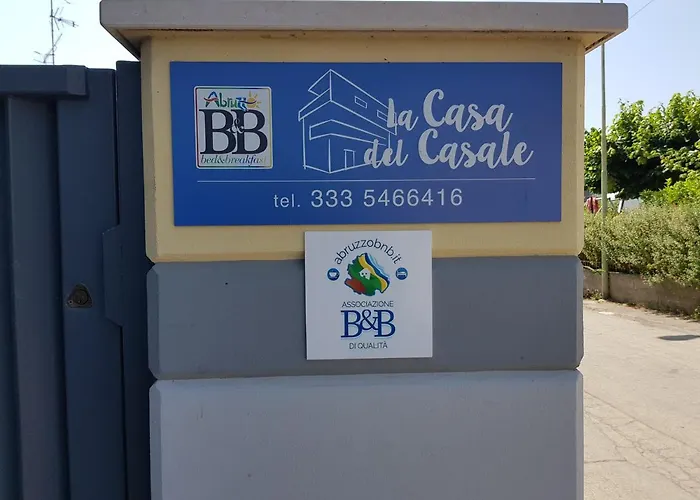 Abruzzo
B&B
bed&breakfast
La Casa
del Casale
tel. 333 5466416
abruzzobnb.it
ASSOCIAZIONE
B&B
DI QUALITÀ